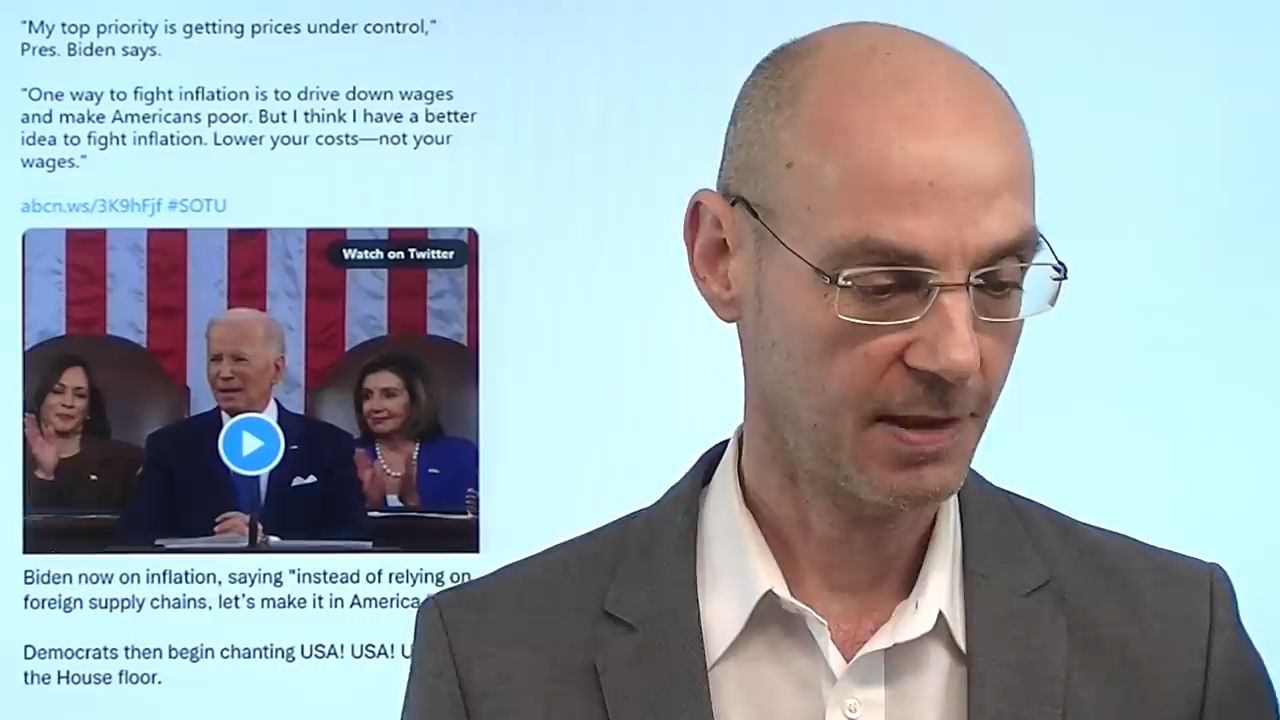 "My top priority is getting prices under control,"
Pres. Biden says.
"One way to fight inflation is to drive down wages
and make Americans poor. But I think I have a better
idea to fight inflation. Lower your costs—not your
wages."
abcn.ws/3K9hFjf #SOTU
Watch on Twitter
Biden now on inflation, saying "instead of relying on
foreign supply chains, let's make it in America
Democrats then begin chanting USA! USA! U
the House floor.